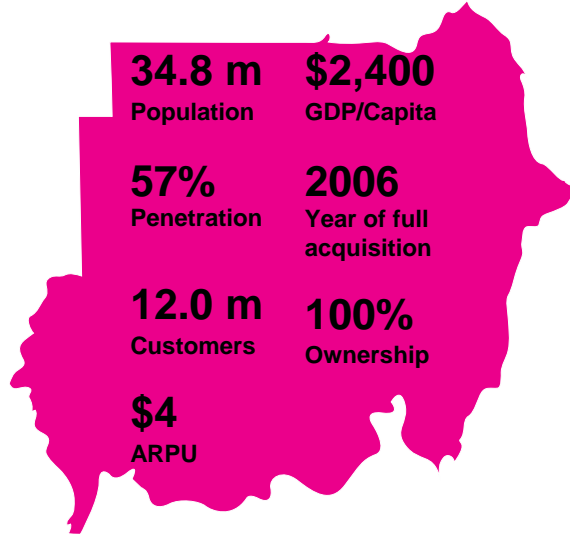 34.8 m
Population
$2,400
GDP/Capita
57%
Penetration
2006
Year of full
acquisition
12.0 m
Customers
100%
Ownership
$4
ARPU